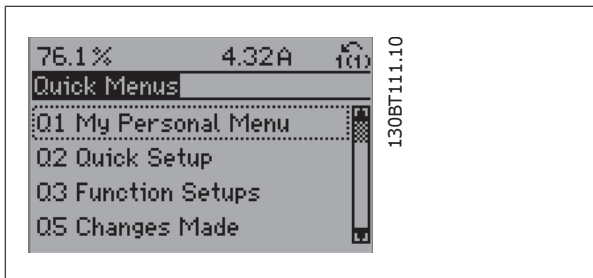 76.1% 4.32A 1(1)
Quick Menus
Q1 My Personal Menu
Q2 Quick Setup
Q3 Function Setups
Q5 Changes Made
130BT111.10